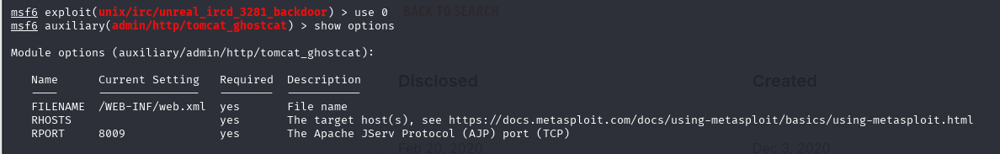 msf6 exploit(unix/irc/unreal_ircd_3281_backdoor) > use 0 BACK TO SEARCH
msf6 auxiliary(admin/http/tomcat_ghostcat) > show options
Module options (auxiliary/admin/http/tomcat_ghostcat):
Name Current Setting Required Description
---- --------------- -------- -----------
Disclosed Created
FILENAME /WEB-INF/web.xml yes File name
RHOSTS yes The target host(s), see https://docs.metasploit.com/docs/using-metasploit/basics/using-metasploit.html
RPORT 8009 yes The Apache JServ Protocol (AJP) port (TCP)
Feb 20, 2020 Dec 3, 2020